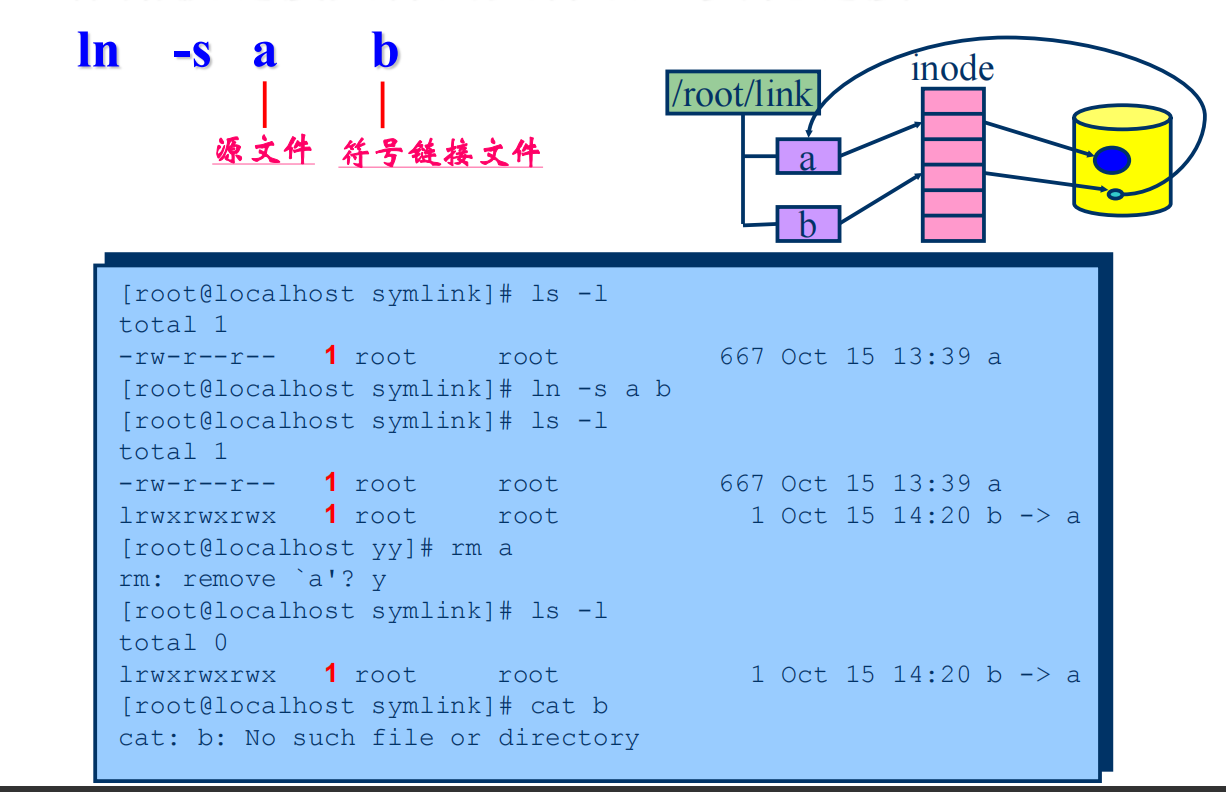 ln -s a b
源文件 符号链接文件
inode
/root/link
a
b
[root@localhost symlink]# ls -l
total 1
-rw-r--r-- 1 root root 667 Oct 15 13:39 a
[root@localhost symlink]# ln -s a b
[root@localhost symlink]# ls -l
total 1
-rw-r--r-- 1 root root 667 Oct 15 13:39 a
lrwxrwxrwx 1 root root 1 Oct 15 14:20 b -> a
[root@localhost yy]# rm a
rm: remove `a'? y
[root@localhost symlink]# ls -l
total 0
lrwxrwxrwx 1 root root 1 Oct 15 14:20 b -> a
[root@localhost symlink]# cat b
cat: b: No such file or directory